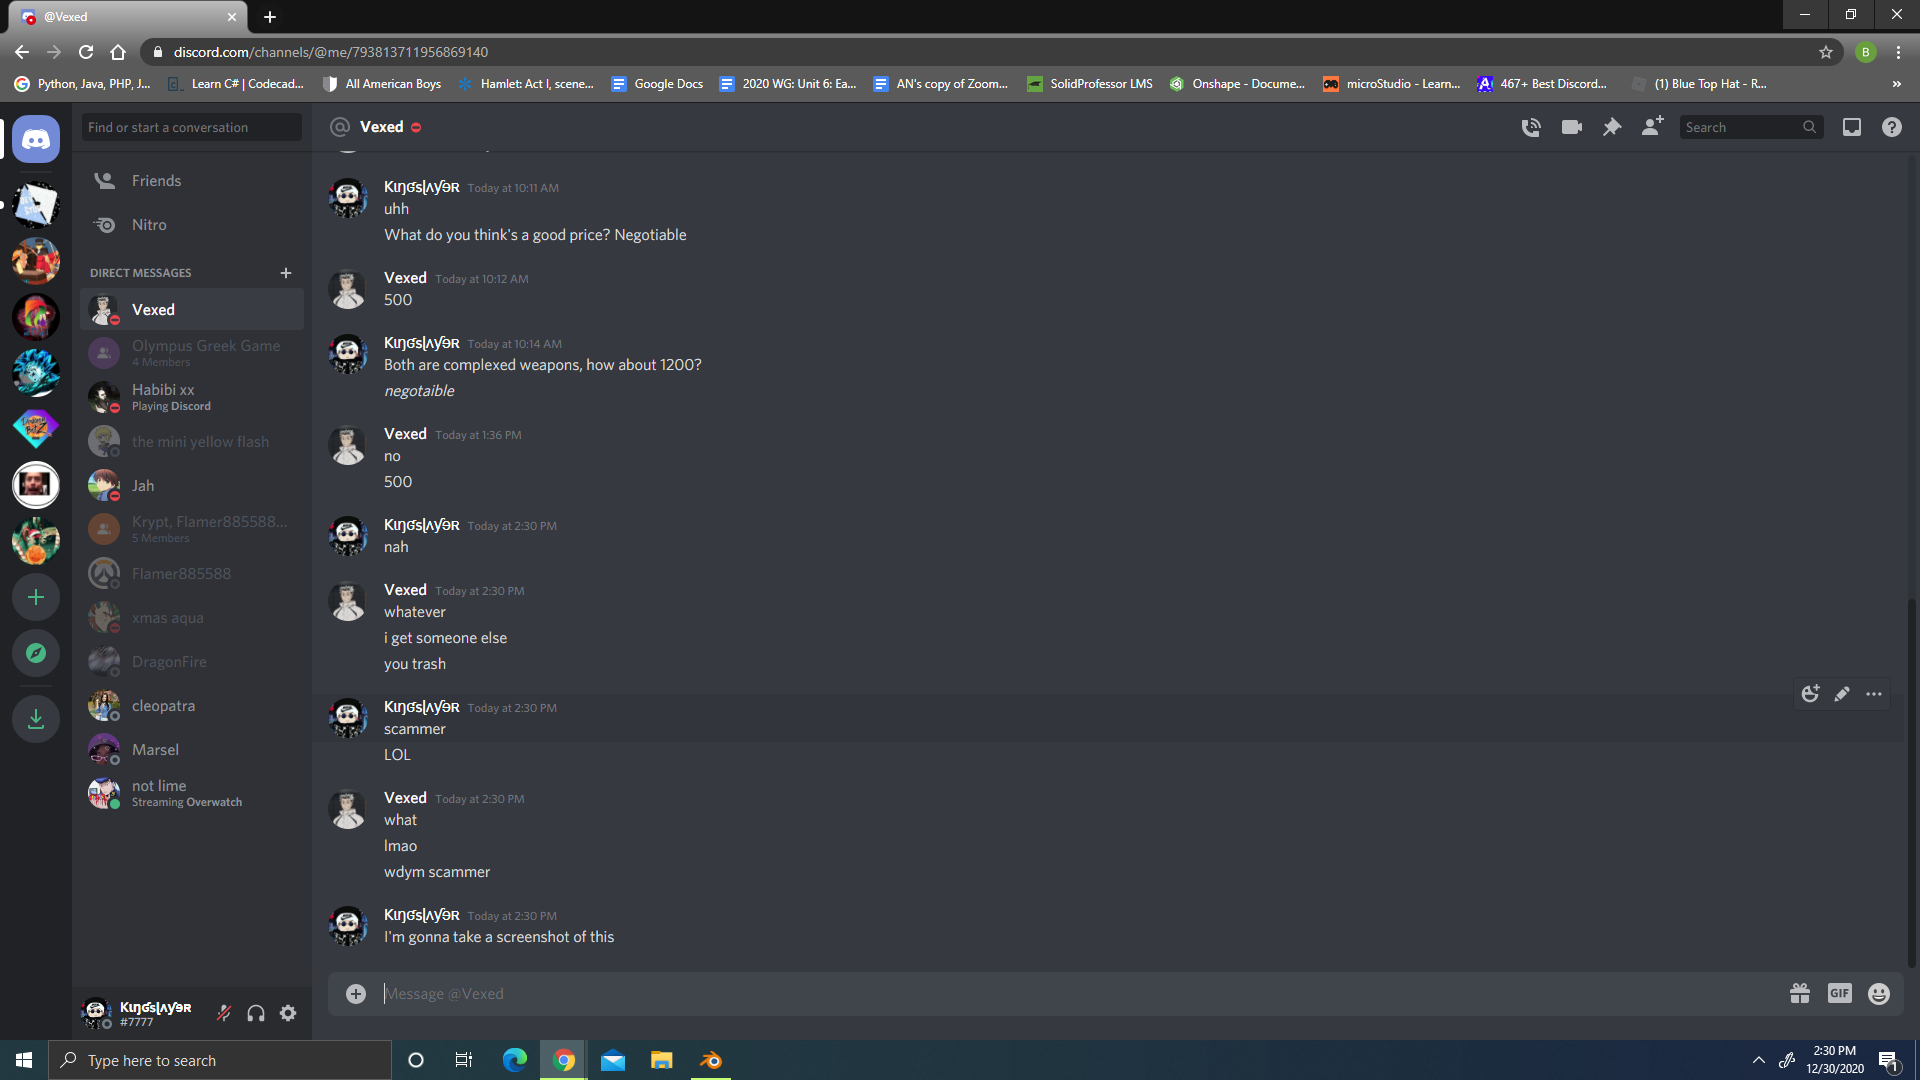 @Vexed
discord.com/channels/@me/793813711956869140
B
Python, Java, PHP, J...
Learn C# | Codecad...
All American Boys
Hamlet: Act I, scene...
Google Docs
2020 WG: Unit 6: Ea...
AN's copy of Zoom...
SolidProfessor LMS
Onshape - Docume...
microStudio - Learn...
467+ Best Discord...
(1) Blue Top Hat - R...
»
Find or start a conversation
Friends
Nitro
DIRECT MESSAGES
Vexed
Olympus Greek Game
4 Members
Habibi xx
Playing Discord
the mini yellow flash
Jah
Krypt, Flamer885588...
5 Members
Flamer885588
xmas aqua
DragonFire
cleopatra
Marsel
not lime
Streaming Overwatch
#7777
Vexed
Search
Today at 10:11 AM
uhh
What do you think's a good price? Negotiable
Vexed Today at 10:12 AM
500
Today at 10:14 AM
Both are complexed weapons, how about 1200?
negotaible
Vexed Today at 1:36 PM
no
500
Today at 2:30 PM
nah
Vexed Today at 2:30 PM
whatever
i get someone else
you trash
Today at 2:30 PM
scammer
LOL
Vexed Today at 2:30 PM
what
lmao
wdym scammer
Today at 2:30 PM
I'm gonna take a screenshot of this
Message @Vexed
GIF
Type here to search
2:30 PM
12/30/2020
1